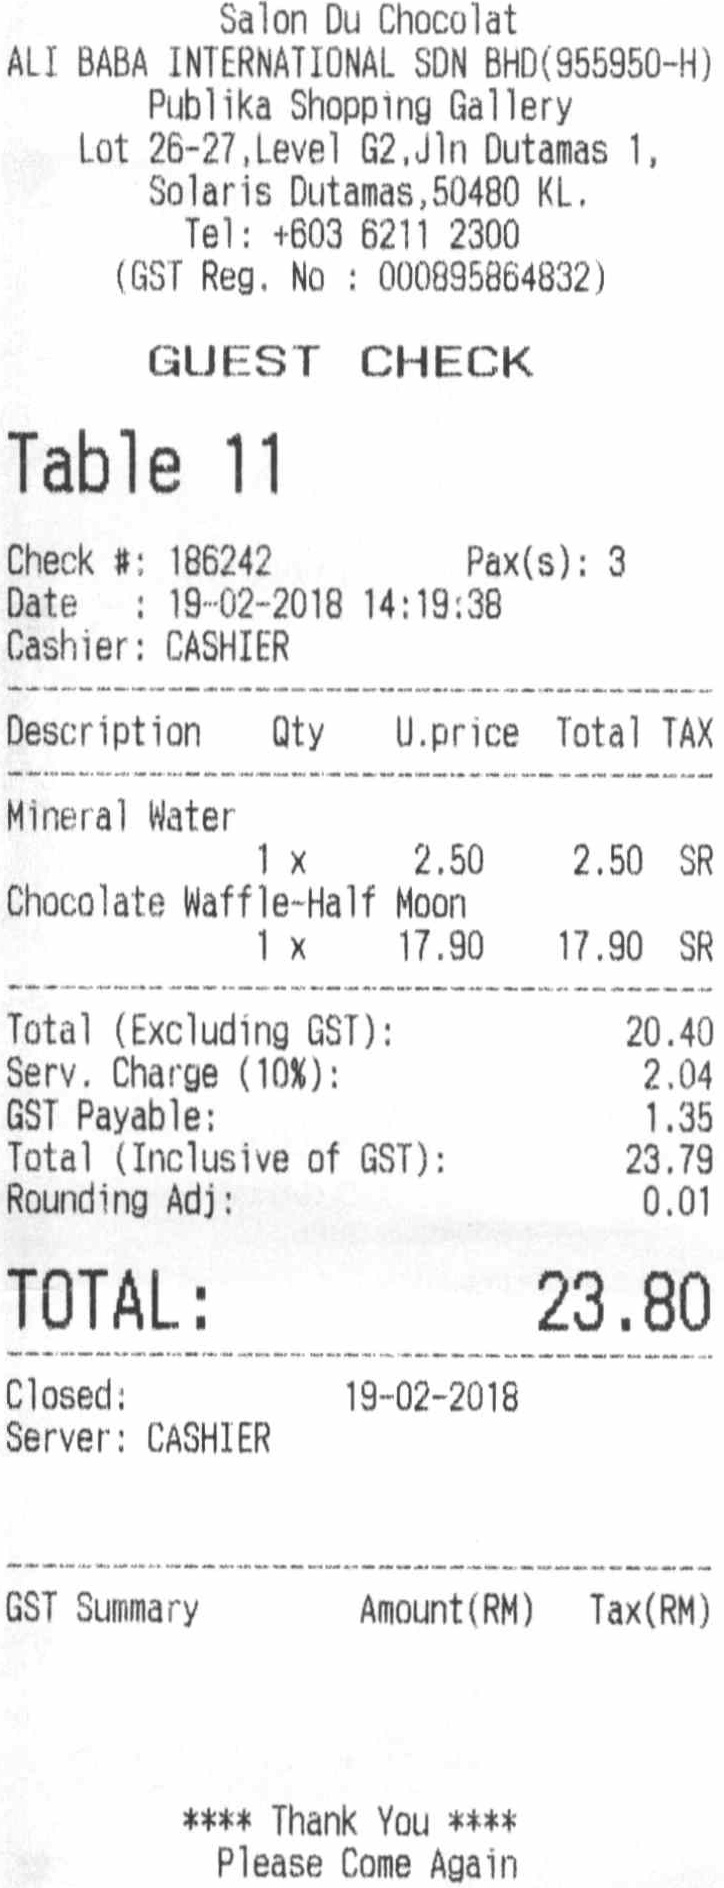 Salon Du Chocolat
ALI BABA INTERNATIONAL SDN BHD(955950-H)
Publika Shopping Gallery
Lot 26-27,Level G2,Jln Dutamas 1,
Solaris Dutamas,50480 KL.
Tel: +603 6211 2300
(GST Reg. No : 000895864832)
GUEST CHECK
Table 11
Check #: 186242 Pax(s): 3
Date : 19-02-2018 14:19:38
Cashier: CASHIER
Description Qty U.price Total TAX
Mineral Water
1 x 2.50 2.50 SR
Chocolate Waffle-Half Moon
1 x 17.90 17.90 SR
Total (Excluding GST): 20.40
Serv. Charge (10%): 2.04
GST Payable: 1.35
Total (Inclusive of GST): 23.79
Rounding Adj: 0.01
TOTAL: 23.80
Closed: 19-02-2018
Server: CASHIER
GST Summary Amount(RM) Tax(RM)
**** Thank You ****
Please Come Again